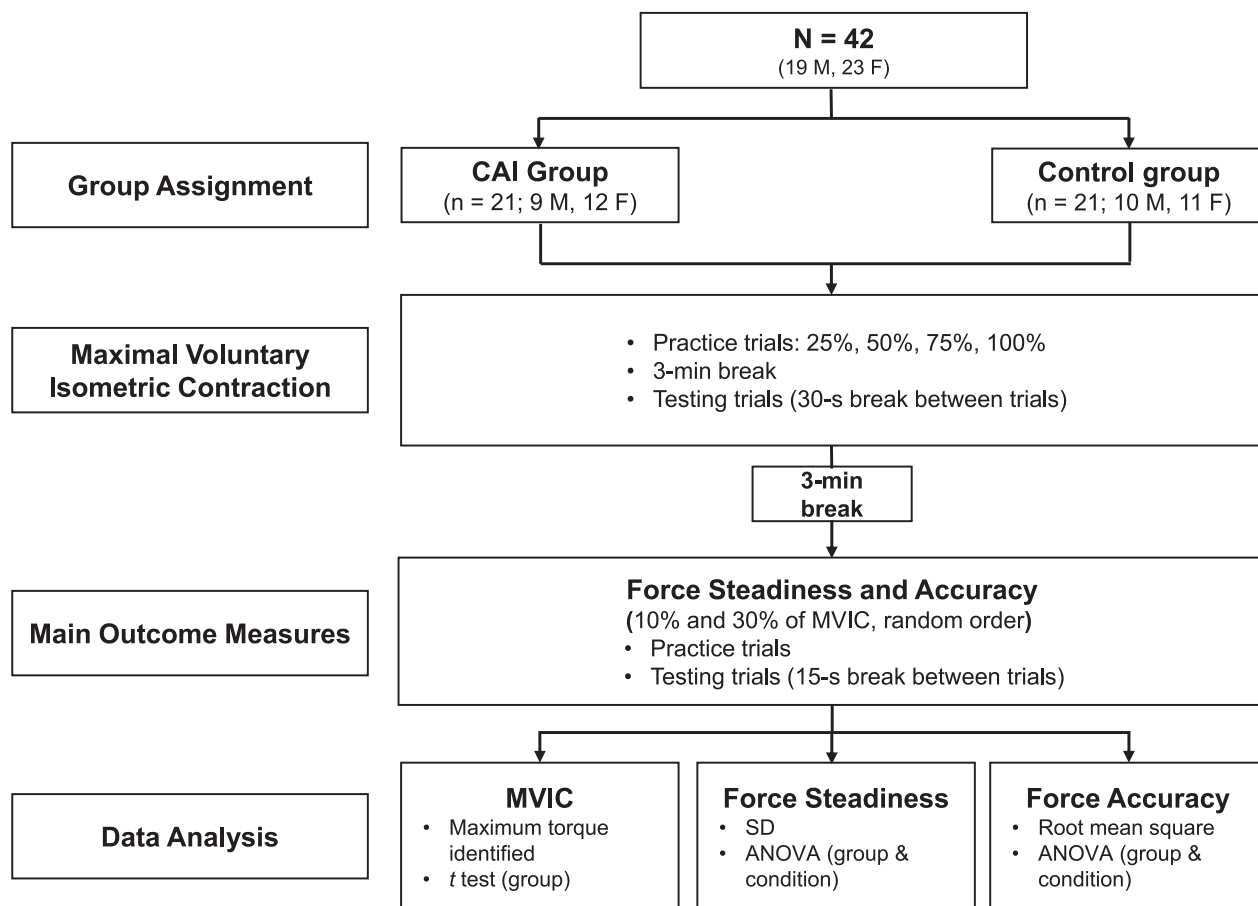 N = 42
(19 M, 23 F)
Group Assignment
CAI Group
(n = 21; 9 M, 12 F)
Control group
(n = 21; 10 M, 11 F)
Maximal Voluntary
Isometric Contraction
• Practice trials: 25%, 50%, 75%, 100%
• 3-min break
• Testing trials (30-s break between trials)
3-min
break
Main Outcome Measures
Force Steadiness and Accuracy
(10% and 30% of MVIC, random order)
• Practice trials
• Testing trials (15-s break between trials)
Data Analysis
MVIC
• Maximum torque
identified
• t test (group)
Force Steadiness
• SD
• ANOVA (group &
condition)
Force Accuracy
• Root mean square
• ANOVA (group &
condition)